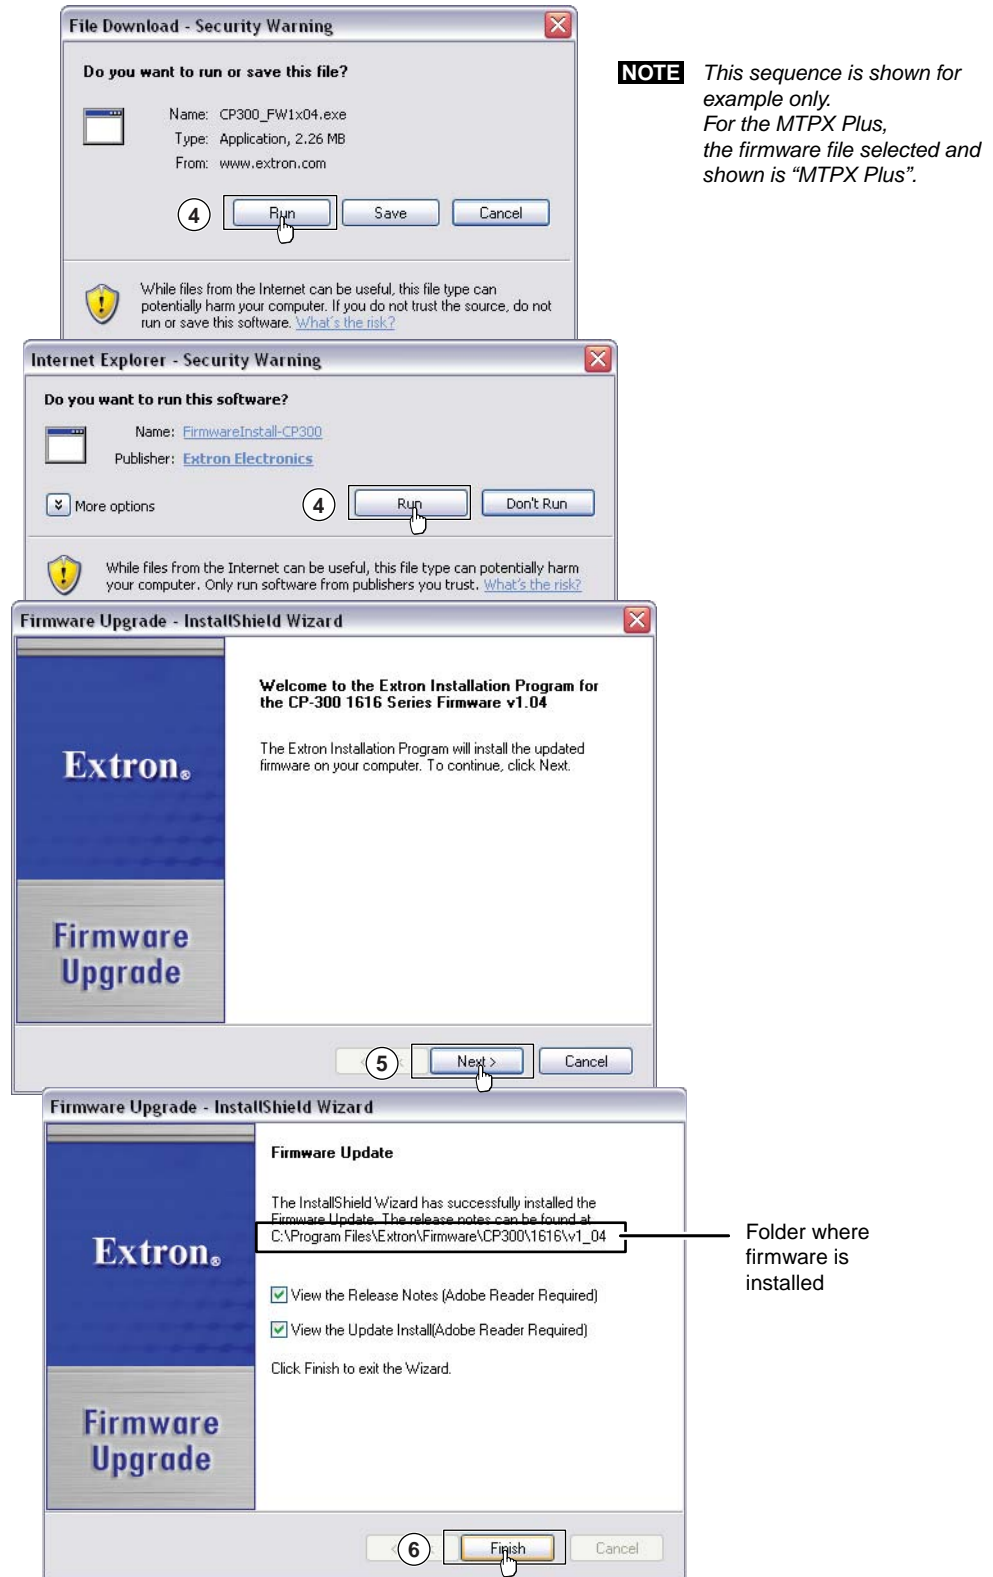 File Download - Security Warning
Do you want to run or save this file?
Name: CP300_FW1x04.exe
Type: Application, 2.26 MB
From: www.extron.com
4
Run
Save
Cancel
While files from the Internet can be useful, this file type can
potentially harm your computer. If you do not trust the source, do not
run or save this software. What's the risk?
NOTE This sequence is shown for
example only.
For the MTPX Plus,
the firmware file selected and
shown is “MTPX Plus”.
Internet Explorer - Security Warning
Do you want to run this software?
Name: FirmwareInstall-CP300
Publisher: Extron Electronics
More options
4
Run
Don't Run
While files from the Internet can be useful, this file type can potentially harm
your computer. Only run software from publishers you trust. What's the risk?
Firmware Upgrade - InstallShield Wizard
Extron®
Firmware
Upgrade
Welcome to the Extron Installation Program for
the CP-300 1616 Series Firmware v1.04
The Extron Installation Program will install the updated
firmware on your computer. To continue, click Next.
5
Next >
Cancel
Firmware Upgrade - InstallShield Wizard
Extron®
Firmware
Upgrade
Firmware Update
The InstallShield Wizard has successfully installed the
Firmware Update. The release notes can be found at
C:\Program Files\Extron\Firmware\CP300\1616\v1_04
Folder where
firmware is
installed
View the Release Notes (Adobe Reader Required)
View the Update Install(Adobe Reader Required)
Click Finish to exit the Wizard.
6
Finish
Cancel